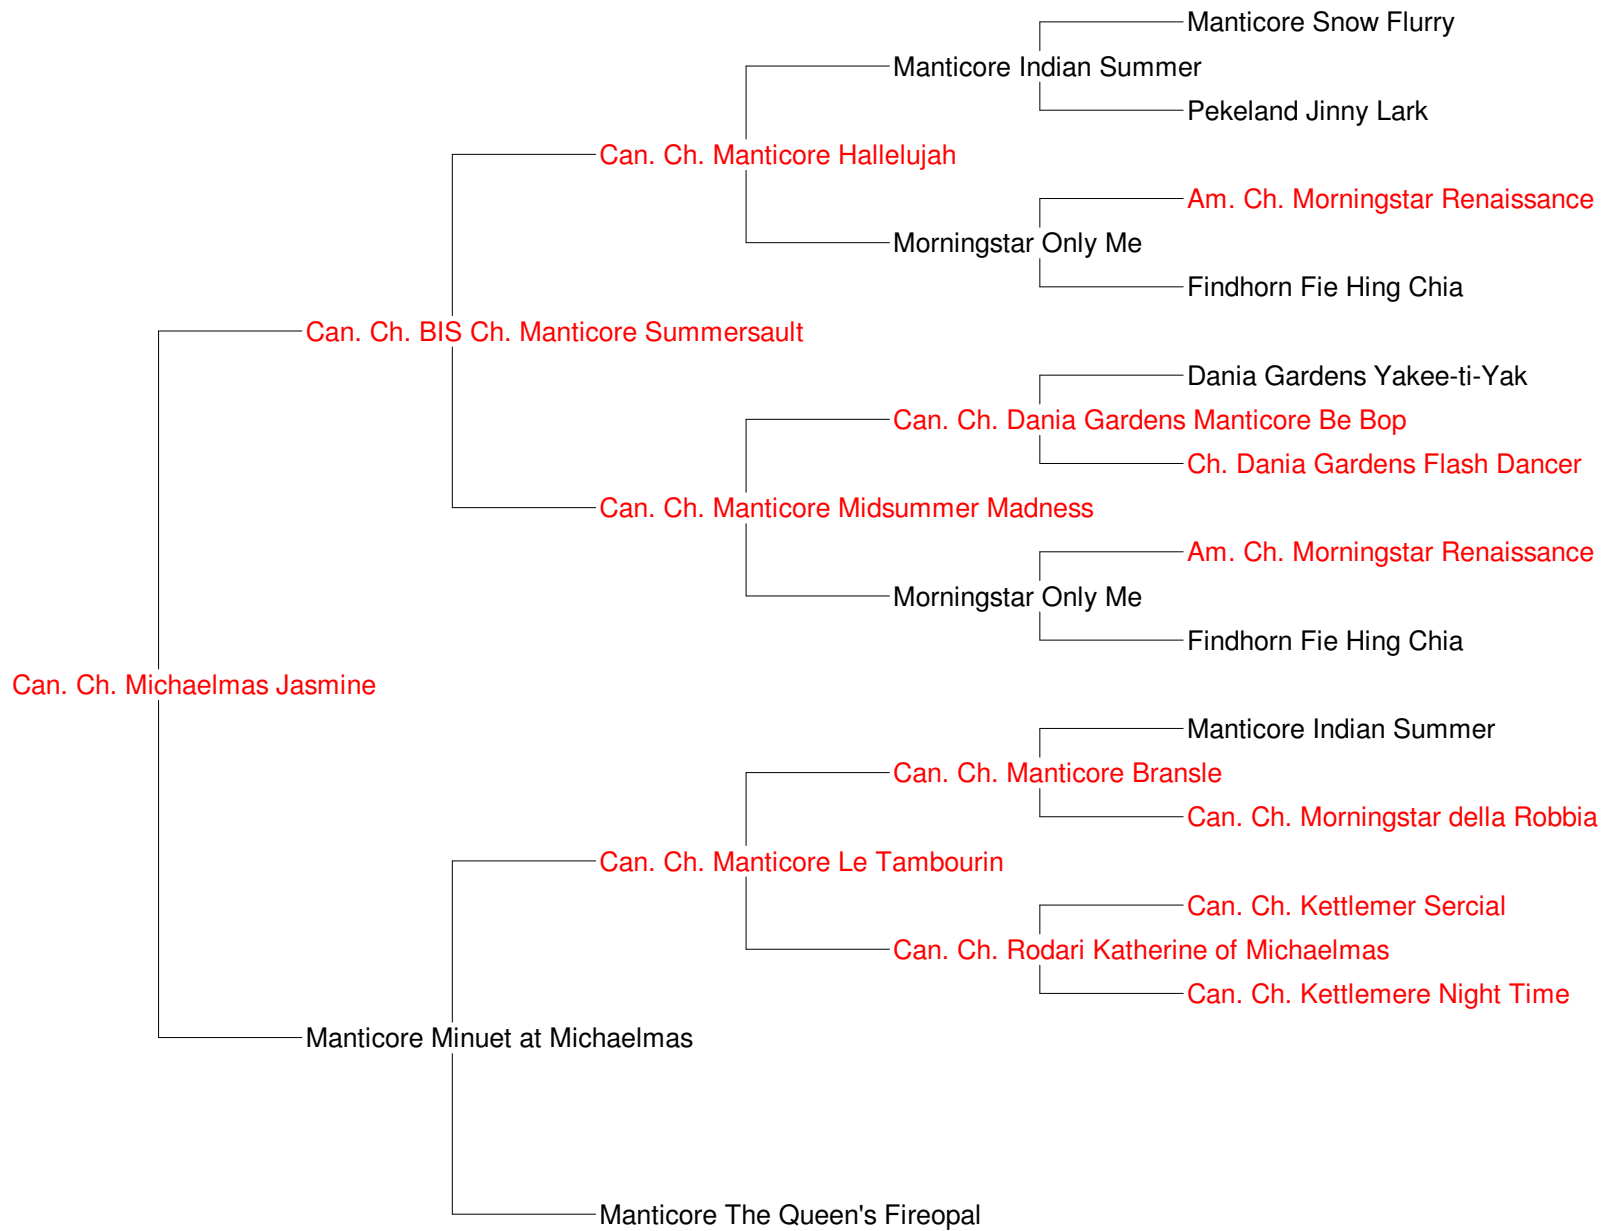 Manticore Snow Flurry
Manticore Indian Summer
Pekeland Jinny Lark
Can. Ch. Manticore Hallelujah
Am. Ch. Morningstar Renaissance
Morningstar Only Me
Findhorn Fie Hing Chia
Can. Ch. BIS Ch. Manticore Summersault
Dania Gardens Yakee-ti-Yak
Can. Ch. Dania Gardens Manticore Be Bop
Ch. Dania Gardens Flash Dancer
Can. Ch. Manticore Midsummer Madness
Am. Ch. Morningstar Renaissance
Morningstar Only Me
Findhorn Fie Hing Chia
Can. Ch. Michaelmas Jasmine
Manticore Indian Summer
Can. Ch. Manticore Bransle
Can. Ch. Morningstar della Robbia
Can. Ch. Manticore Le Tambourin
Can. Ch. Kettlemer Sercial
Can. Ch. Rodari Katherine of Michaelmas
Can. Ch. Kettlemere Night Time
Manticore Minuet at Michaelmas
Manticore The Queen's Fireopal